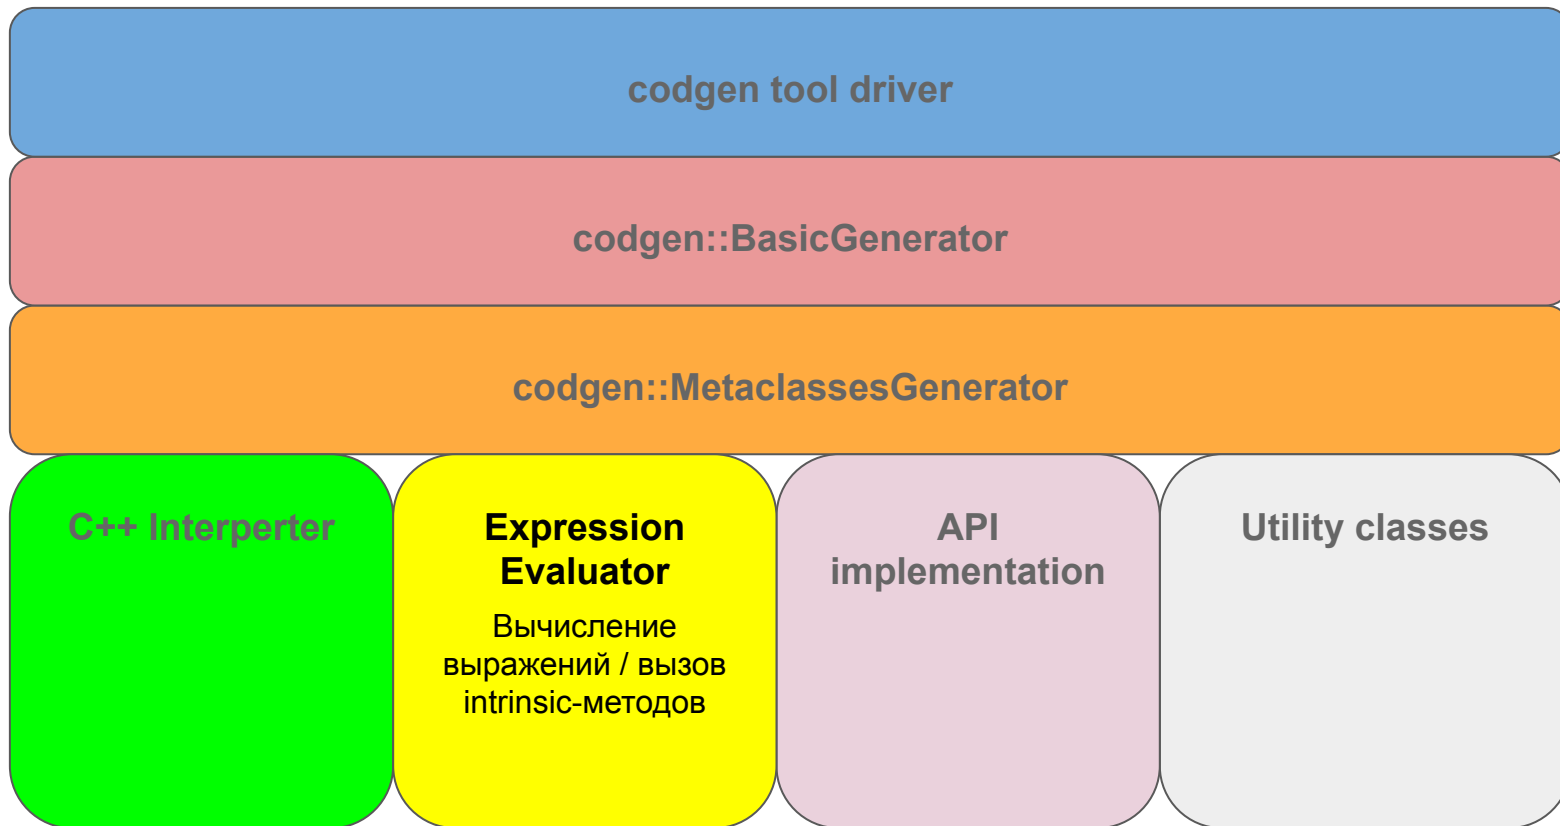 codgen tool driver
codgen::BasicGenerator
codgen::MetaclassesGenerator
C++ Interperter
Expression
Evaluator
Вычисление
выражений / вызов
intrinsic-методов
API
implementation
Utility classes